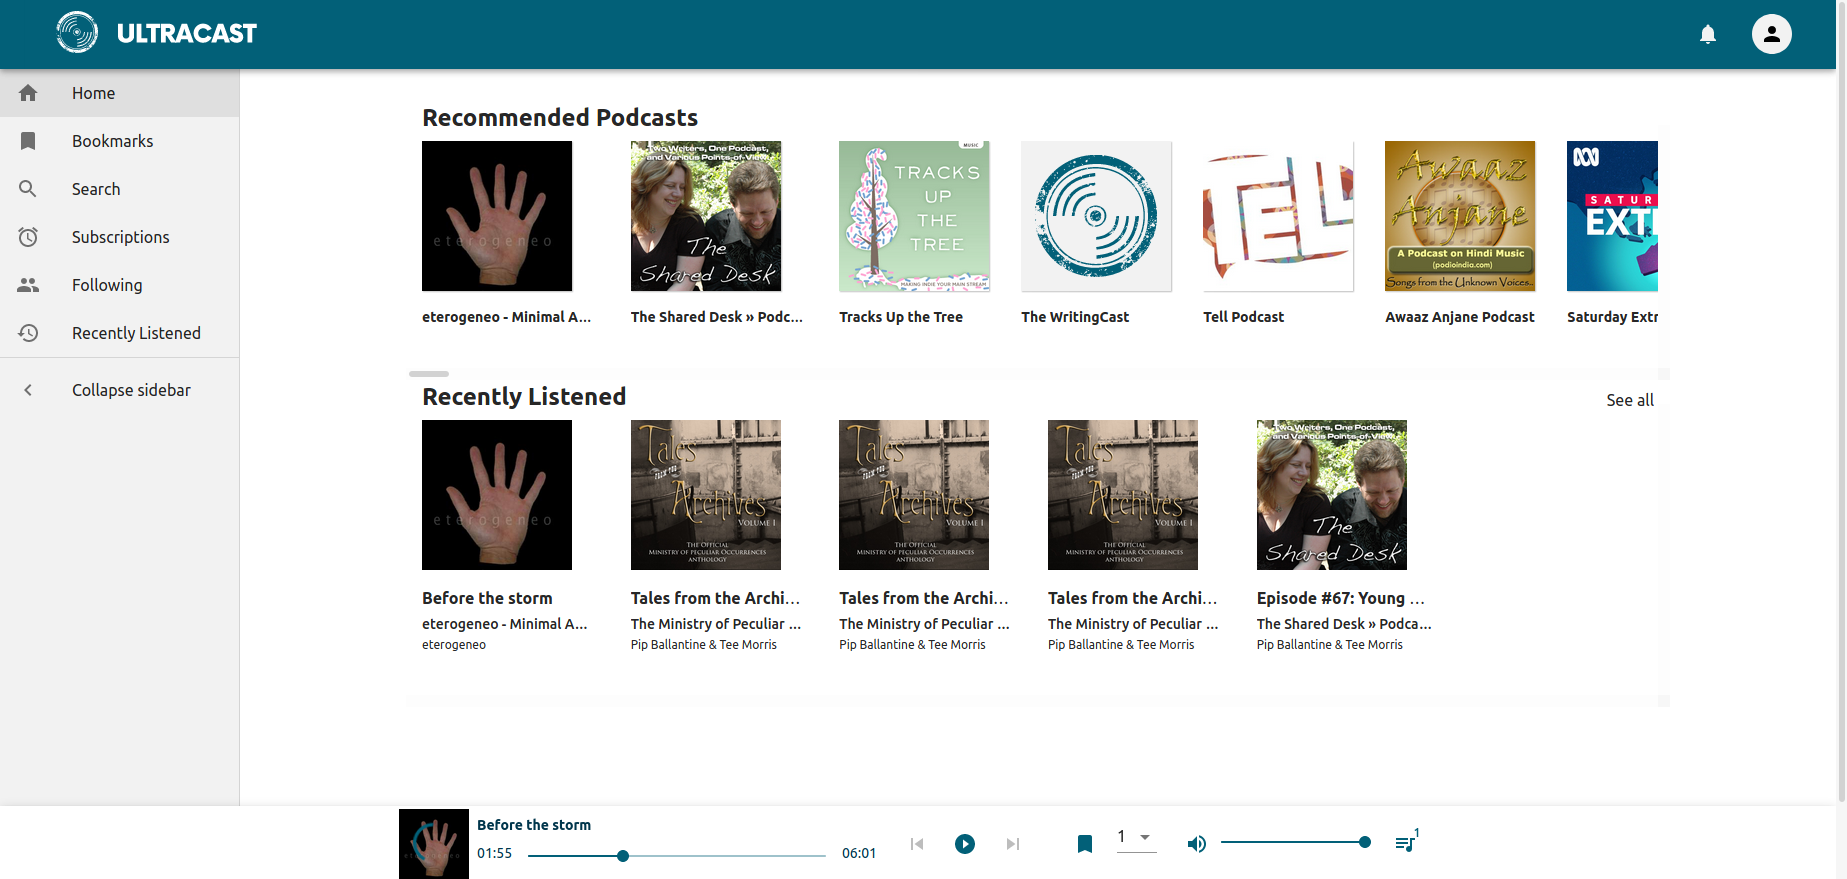 ULTRACAST
Home
Bookmarks
Search
Subscriptions
Following
Recently Listened
Collapse sidebar
Recommended Podcasts
eterogeneo
Two Writers, One Podcast,
and Various Points-of-View
The
Shared Desk
MUSIC
TRACKS
UP
THE
TREE
MAKING INDIE YOUR MAIN STREAM
TELL
Awaaz
Anjane
A Podcast on Hindi Music
(podioindia.com)
Songs from the Unknown Voices..
SATUR
EXT
eterogeneo - Minimal A...
The Shared Desk » Podc...
Tracks Up the Tree
The WritingCast
Tell Podcast
Awaaz Anjane Podcast
Saturday Extr
Recently Listened
See all
eterogeneo
Tales
from the
Archives
VOLUME I
THE OFFICIAL
MINISTRY OF PECULIAR OCCURRENCES
ANTHOLOGY
Tales
from the
Archives
VOLUME I
THE OFFICIAL
MINISTRY OF PECULIAR OCCURRENCES
ANTHOLOGY
Tales
from the
Archives
VOLUME I
THE OFFICIAL
MINISTRY OF PECULIAR OCCURRENCES
ANTHOLOGY
Two Writers, One Podcast,
and Various Points-of-View
The
Shared Desk
Before the storm
eterogeneo - Minimal A...
eterogeneo
Tales from the Archi...
The Ministry of Peculiar ...
Pip Ballantine & Tee Morris
Tales from the Archi...
The Ministry of Peculiar ...
Pip Ballantine & Tee Morris
Tales from the Archi...
The Ministry of Peculiar ...
Pip Ballantine & Tee Morris
Episode #67: Young ...
The Shared Desk » Podca...
Pip Ballantine & Tee Morris
eterogeneo
Before the storm
01:55
06:01
1
1